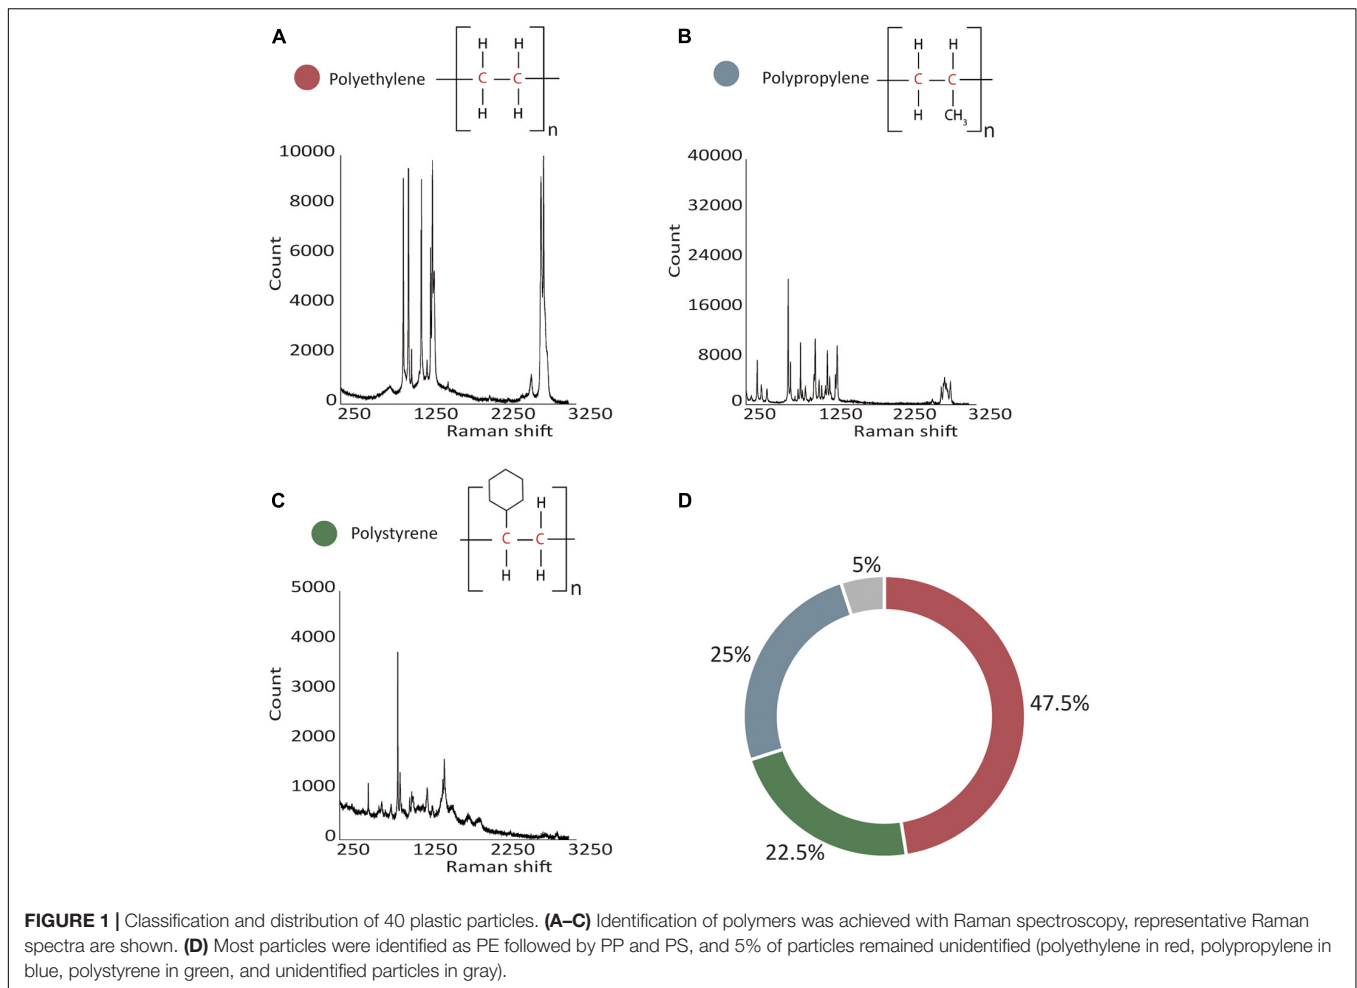 A
Polyethylene
H H
C C
H H
n
10000
8000
6000
4000
2000
0
Count
250 1250 2250 3250
Raman shift
B
Polypropylene
H H
C C
H CH3
n
40000
32000
24000
16000
8000
0
Count
250 1250 2250 3250
Raman shift
C
Polystyrene
H
C C
H H
n
5000
4000
3000
2000
1000
0
Count
250 1250 2250 3250
Raman shift
D
5%
25%
47.5%
22.5%
FIGURE 1 | Classification and distribution of 40 plastic particles. (A–C) Identification of polymers was achieved with Raman spectroscopy, representative Raman
spectra are shown. (D) Most particles were identified as PE followed by PP and PS, and 5% of particles remained unidentified (polyethylene in red, polypropylene in
blue, polystyrene in green, and unidentified particles in gray).